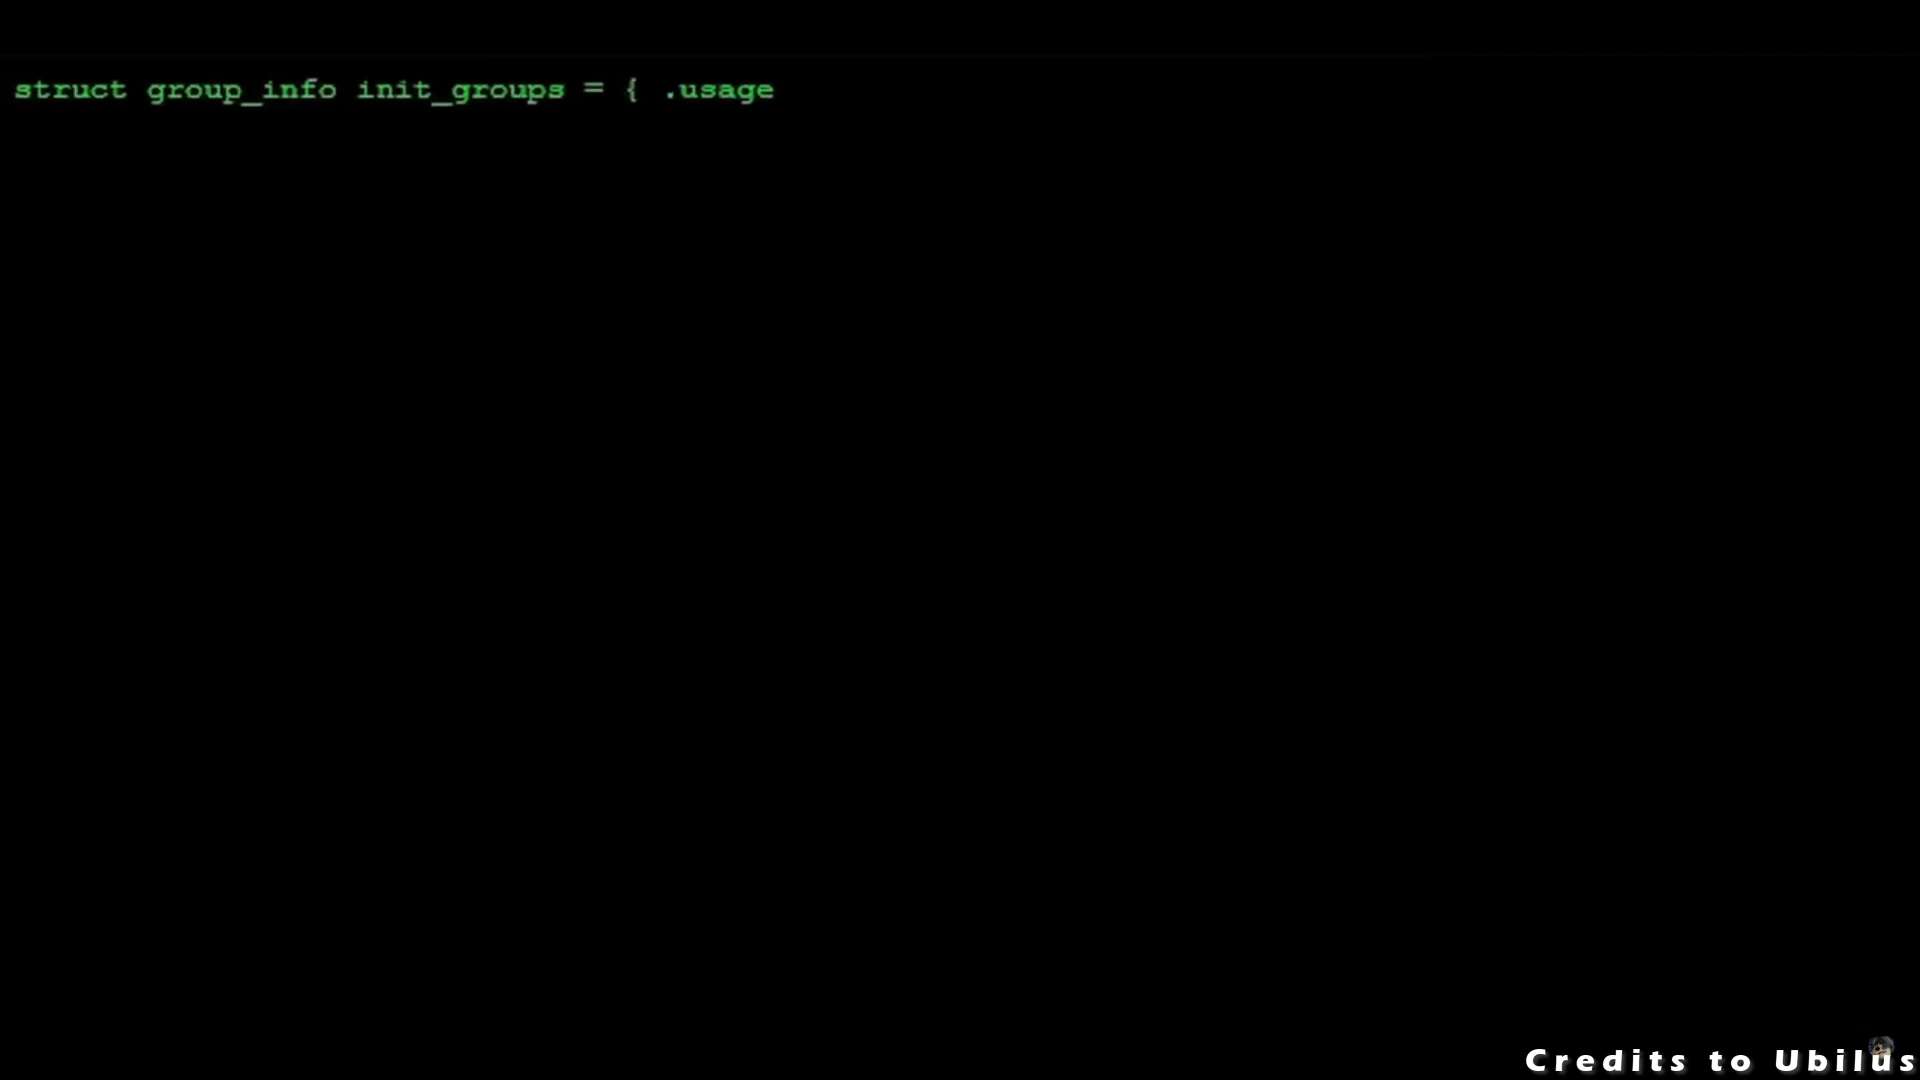 struct group_info init_groups = { .usage
Credits to Ubilus